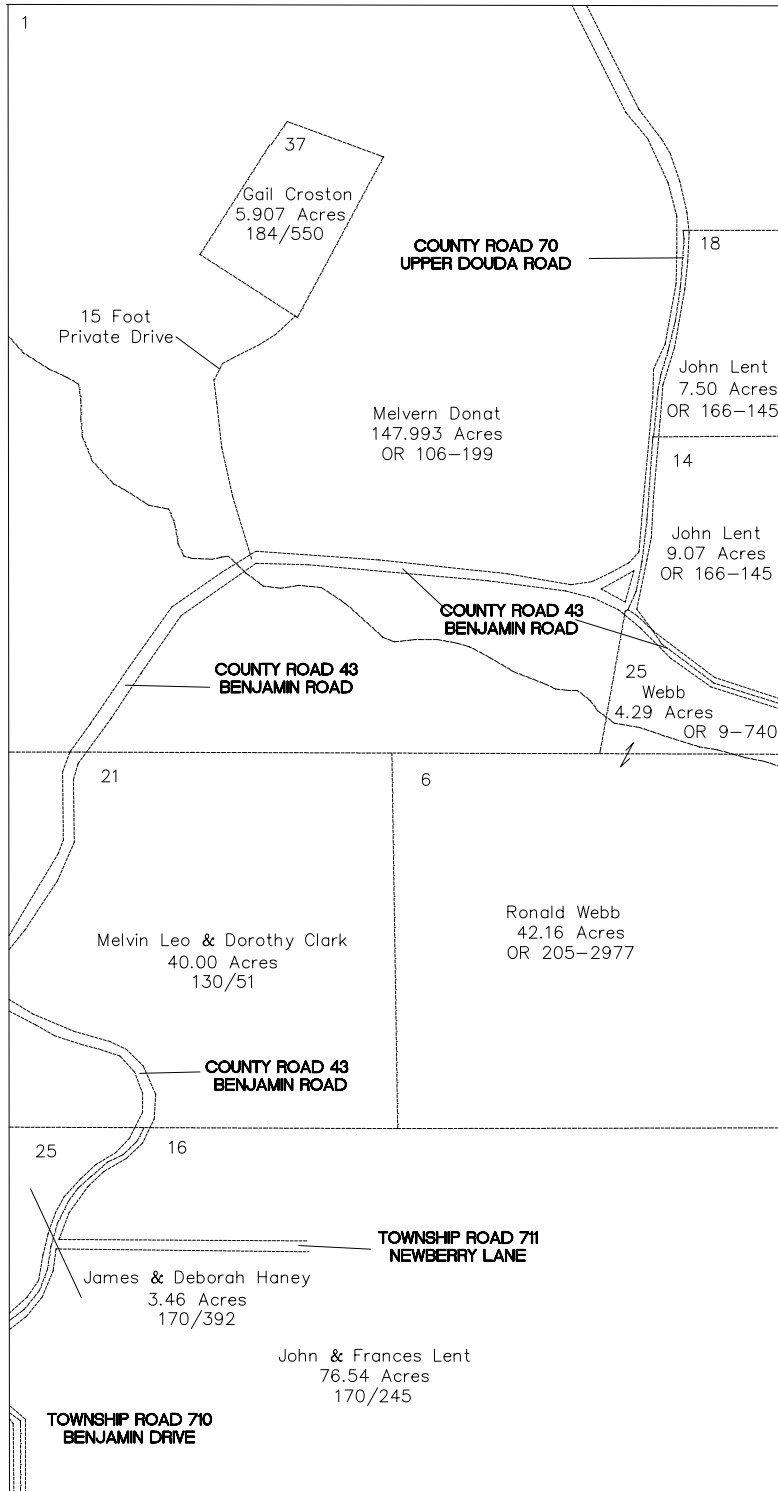 1
37
Gail Croston
5.907 Acres
184/550
COUNTY ROAD 70
UPPER DOUDA ROAD
18
15 Foot
Private Drive
John Lent
7.50 Acres
OR 166-145
Melvern Donat
147.993 Acres
OR 106-199
14
John Lent
9.07 Acres
OR 166-145
COUNTY ROAD 43
BENJAMIN ROAD
COUNTY ROAD 43
BENJAMIN ROAD
25
Webb
4.29 Acres
OR 9-740
21
6
Melvin Leo & Dorothy Clark
40.00 Acres
130/51
Ronald Webb
42.16 Acres
OR 205-2977
COUNTY ROAD 43
BENJAMIN ROAD
25
16
TOWNSHIP ROAD 711
NEWBERRY LANE
James & Deborah Haney
3.46 Acres
170/392
John & Frances Lent
76.54 Acres
170/245
TOWNSHIP ROAD 710
BENJAMIN DRIVE